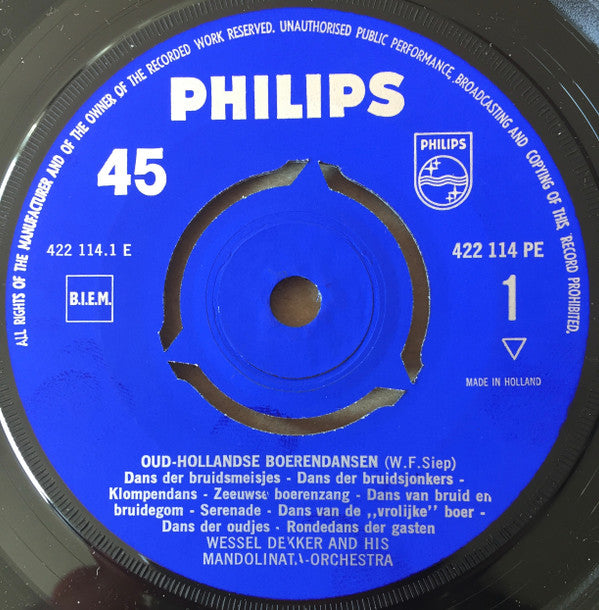 ALL RIGHTS OF THE MANUFACTURER AND OF THE OWNER OF THE RECORDED WORK RESERVED. UNAUTHORISED PUBLIC PERFORMANCE, BROADCASTING AND COPYING OF THIS RECORD PROHIBITED.
PHILIPS
45
PHILIPS
422 114.1 E
422 114 PE
B.I.E.M.
1
MADE IN HOLLAND
OUD-HOLLANDSE BOERENDANSEN (W.F.Siep)
Dans der bruidsmeisjes - Dans der bruidsjonkers -
Klompendans - Zeeuwse boerenzang - Dans van bruid en
bruidegom - Serenade - Dans van de ,,vrolijke" boer -
Dans der oudjes - Rondedans der gasten
WESSEL DEKKER AND HIS
MANDOLINATA-ORCHESTRA